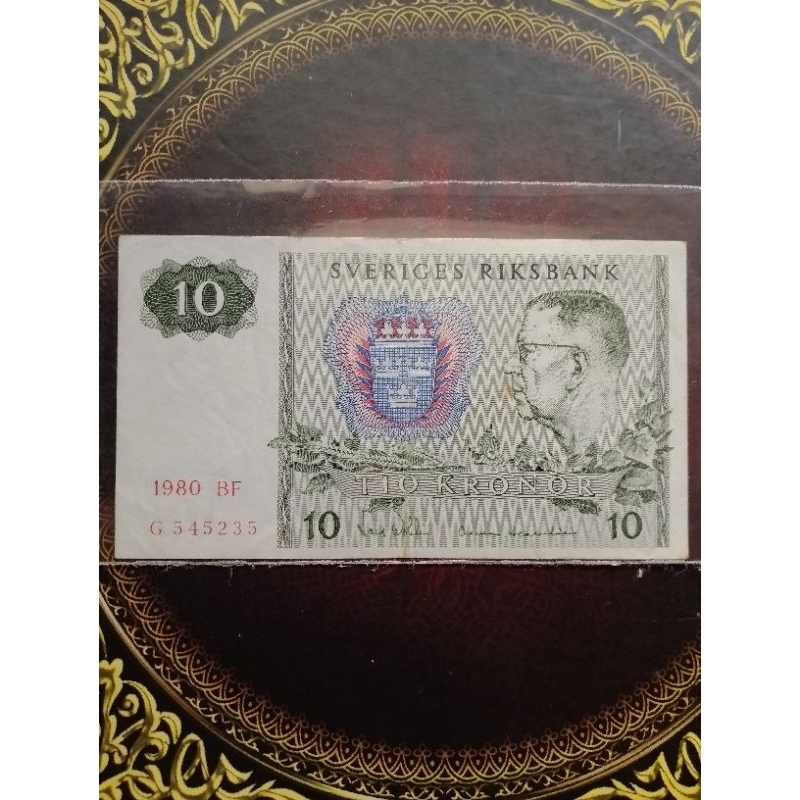 10
SVERIGES RIKSBANK
TIO KRONOR
1980 BF
G 545235
10 10